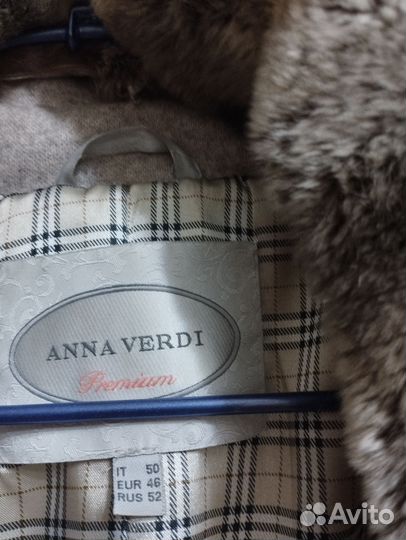 ANNA VERDI
Premium
IT 50
EUR 46
RUS 52
Avito